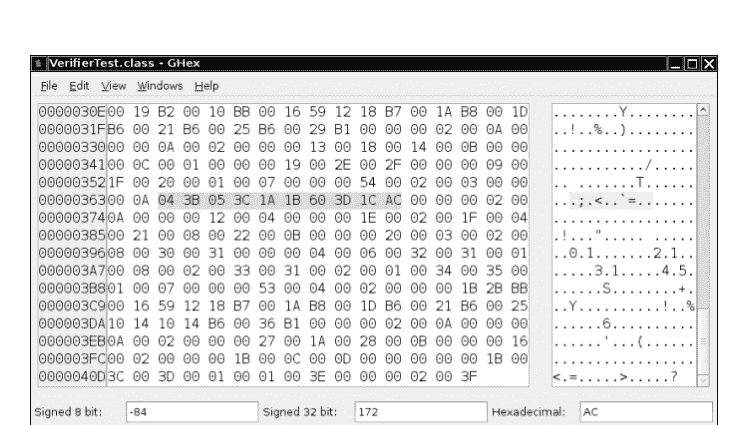 VerifierTest.class - GHex
File Edit View Windows Help
0000030E 00 19 B2 00 10 BB 00 16 59 12 18 B7 00 1A B8 00 1D ........Y........
0000031F B6 00 21 B6 00 25 B6 00 29 B1 00 00 00 02 00 0A 00 ..!..%..)........
00000330 00 00 0A 00 02 00 00 00 13 00 18 00 14 00 0B 00 00 .................
00000341 00 0C 00 01 00 00 00 19 00 2E 00 2F 00 00 00 09 00 .........../.....
00000352 1F 00 20 00 01 00 07 00 00 00 54 00 02 00 03 00 00 .. .......T......
00000363 00 0A 04 3B 05 3C 1A 1B 60 3D 1C AC 00 00 00 02 00 ...;.<..`=.......
00000374 0A 00 00 00 12 00 04 00 00 00 1E 00 02 00 1F 00 04 .................
00000385 00 21 00 08 00 22 00 0B 00 00 00 20 00 03 00 02 00 .!..."..... .....
00000396 08 00 30 00 31 00 00 00 04 00 06 00 32 00 31 00 01 ..0.1.......2.1..
000003A7 00 08 00 02 00 33 00 31 00 02 00 01 00 34 00 35 00 .....3.1.....4.5.
000003B8 01 00 07 00 00 00 53 00 04 00 02 00 00 00 1B 2B BB ......S........+.
000003C9 00 16 59 12 18 B7 00 1A B8 00 1D B6 00 21 B6 00 25 ..Y..........!..%
000003DA 10 14 10 14 B6 00 36 B1 00 00 00 02 00 0A 00 00 00 ......6..........
000003EB 0A 00 02 00 00 00 27 00 1A 00 28 00 0B 00 00 00 16 ......'...(......
000003FC 00 02 00 00 00 1B 00 0C 00 0D 00 00 00 00 00 1B 00 .................
0000040D 3C 00 3D 00 01 00 01 00 3E 00 00 00 02 00 3F <.=.....>.....?
Signed 8 bit: -84 Signed 32 bit: 172 Hexadecimal: AC